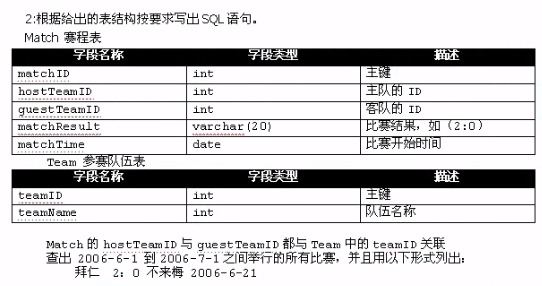 2:根据给出的表结构按要求写出SQL语句。
Match 赛程表
字段名称 字段类型 描述
matchID int 主键
hostTeamID int 主队的 ID
guestTeamID int 客队的 ID
matchResult varchar(20) 比赛结果，如（2:0）
matchTime date 比赛开始时间
Team 参赛队伍表
字段名称 字段类型 描述
teamID int 主键
teamName int 队伍名称
Match 的 hostTeamID 与 guestTeamID 都与 Team 中的 teamID 关联
查出 2006-6-1 到 2006-7-1 之间举行的所有比赛，并且用以下形式列出：
拜仁 2：0 不来梅 2006-6-21